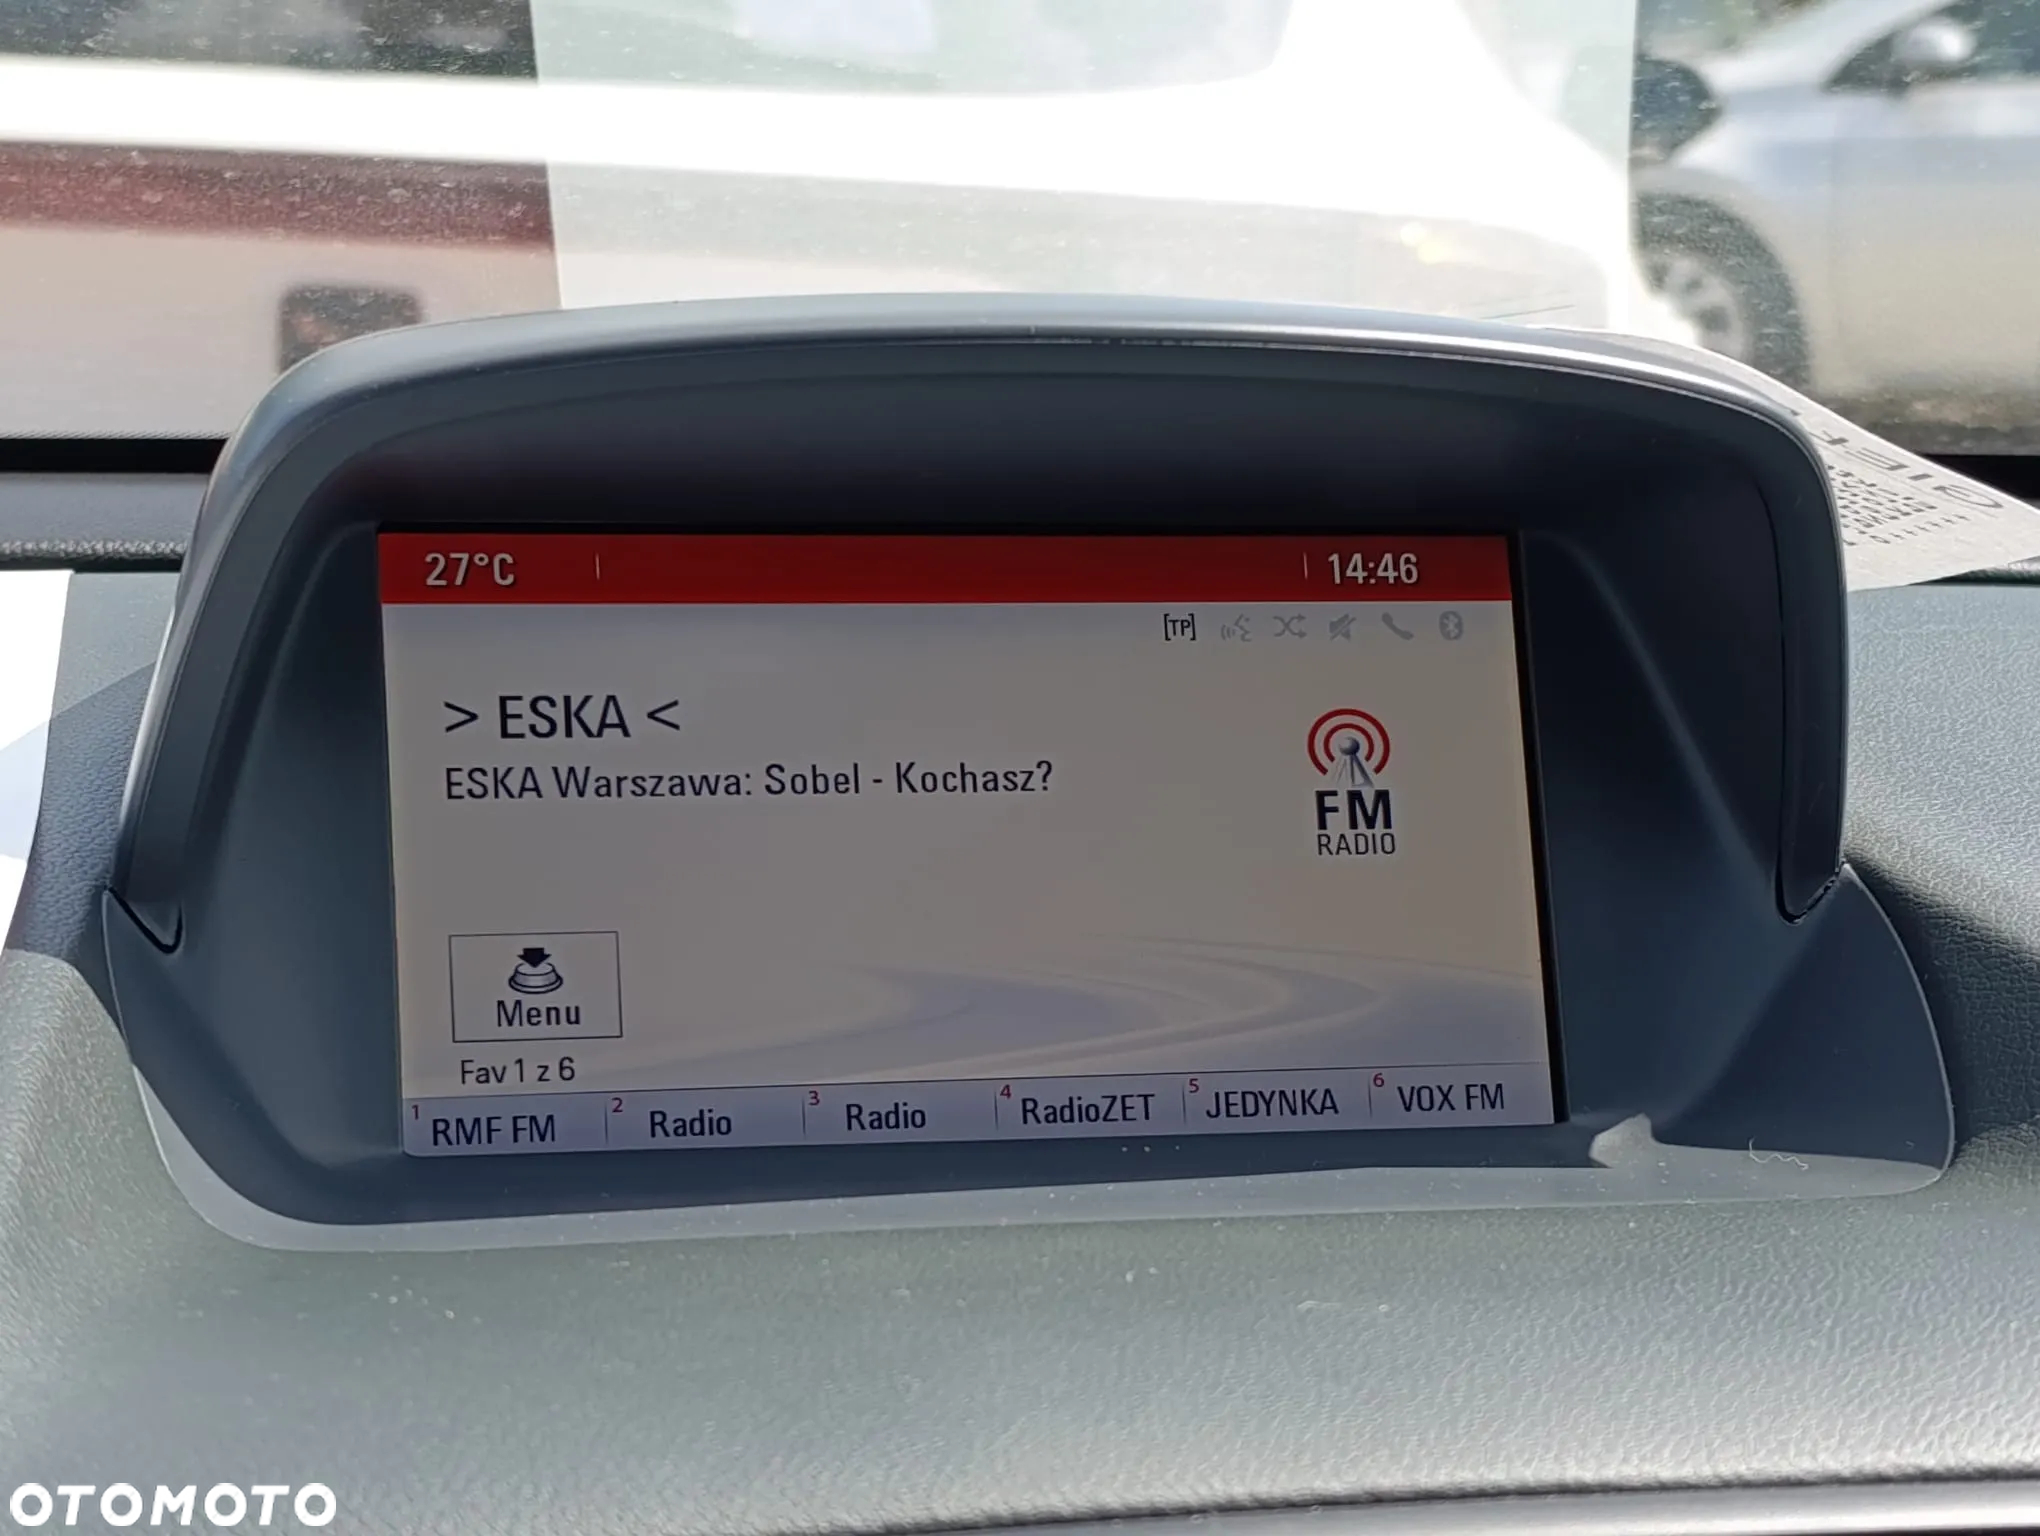 27°C
14:46
[TP]
> ESKA <
ESKA Warszawa: Sobel - Kochasz?
FM
RADIO
Menu
Fav 1 z 6
1 RMF FM 2 Radio 3 Radio 4 RadioZET 5 JEDYNKA 6 VOX FM
OTOMOTO